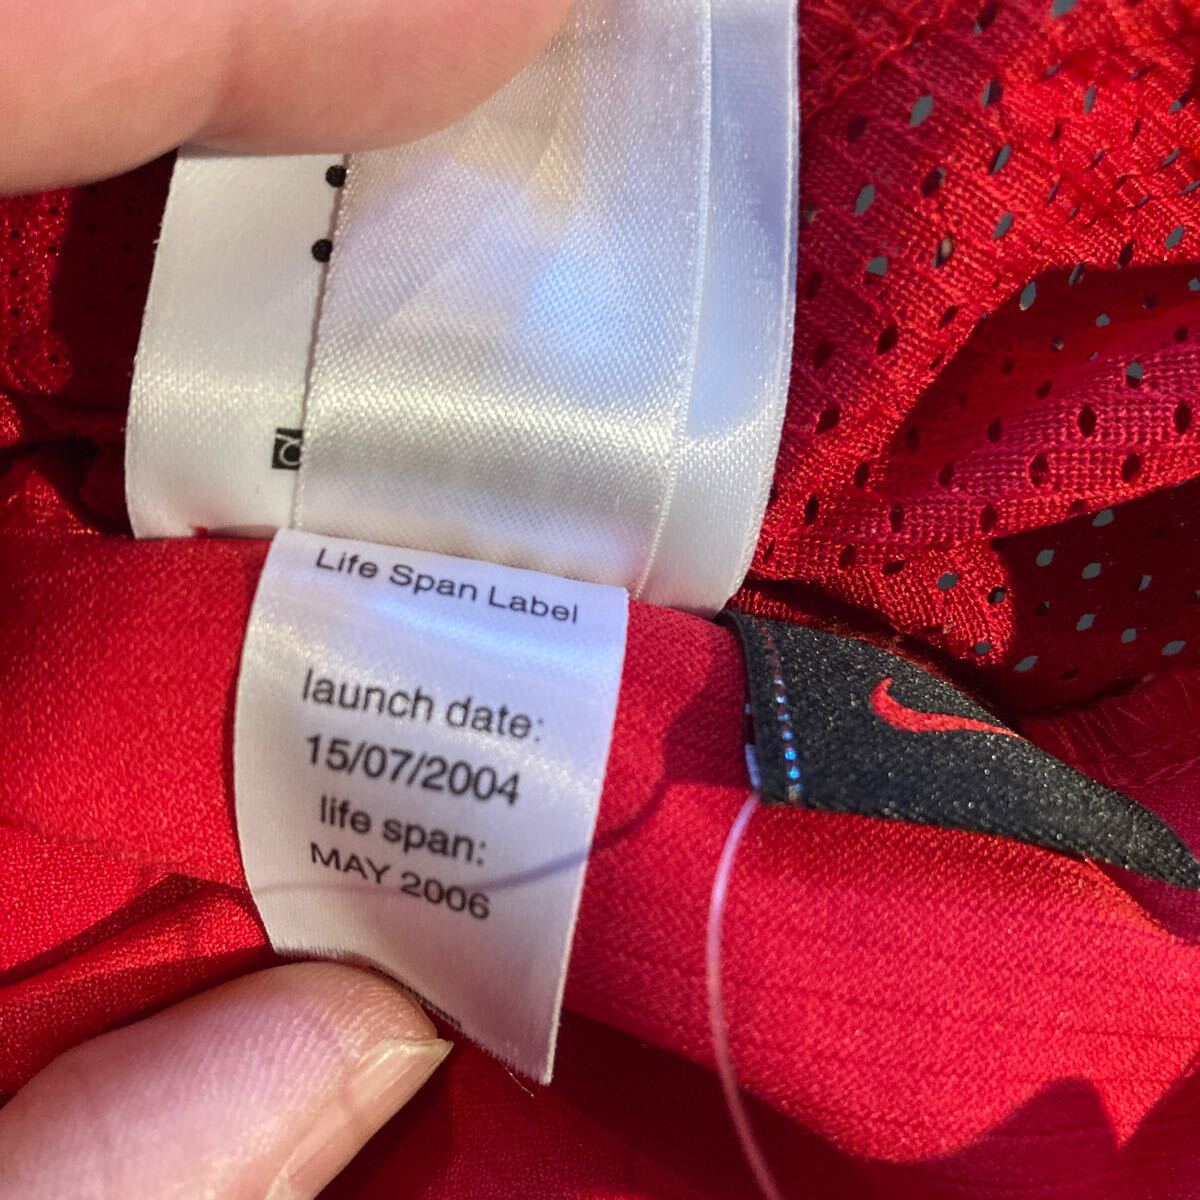 Life Span Label
launch date:
15/07/2004
life span:
MAY 2006